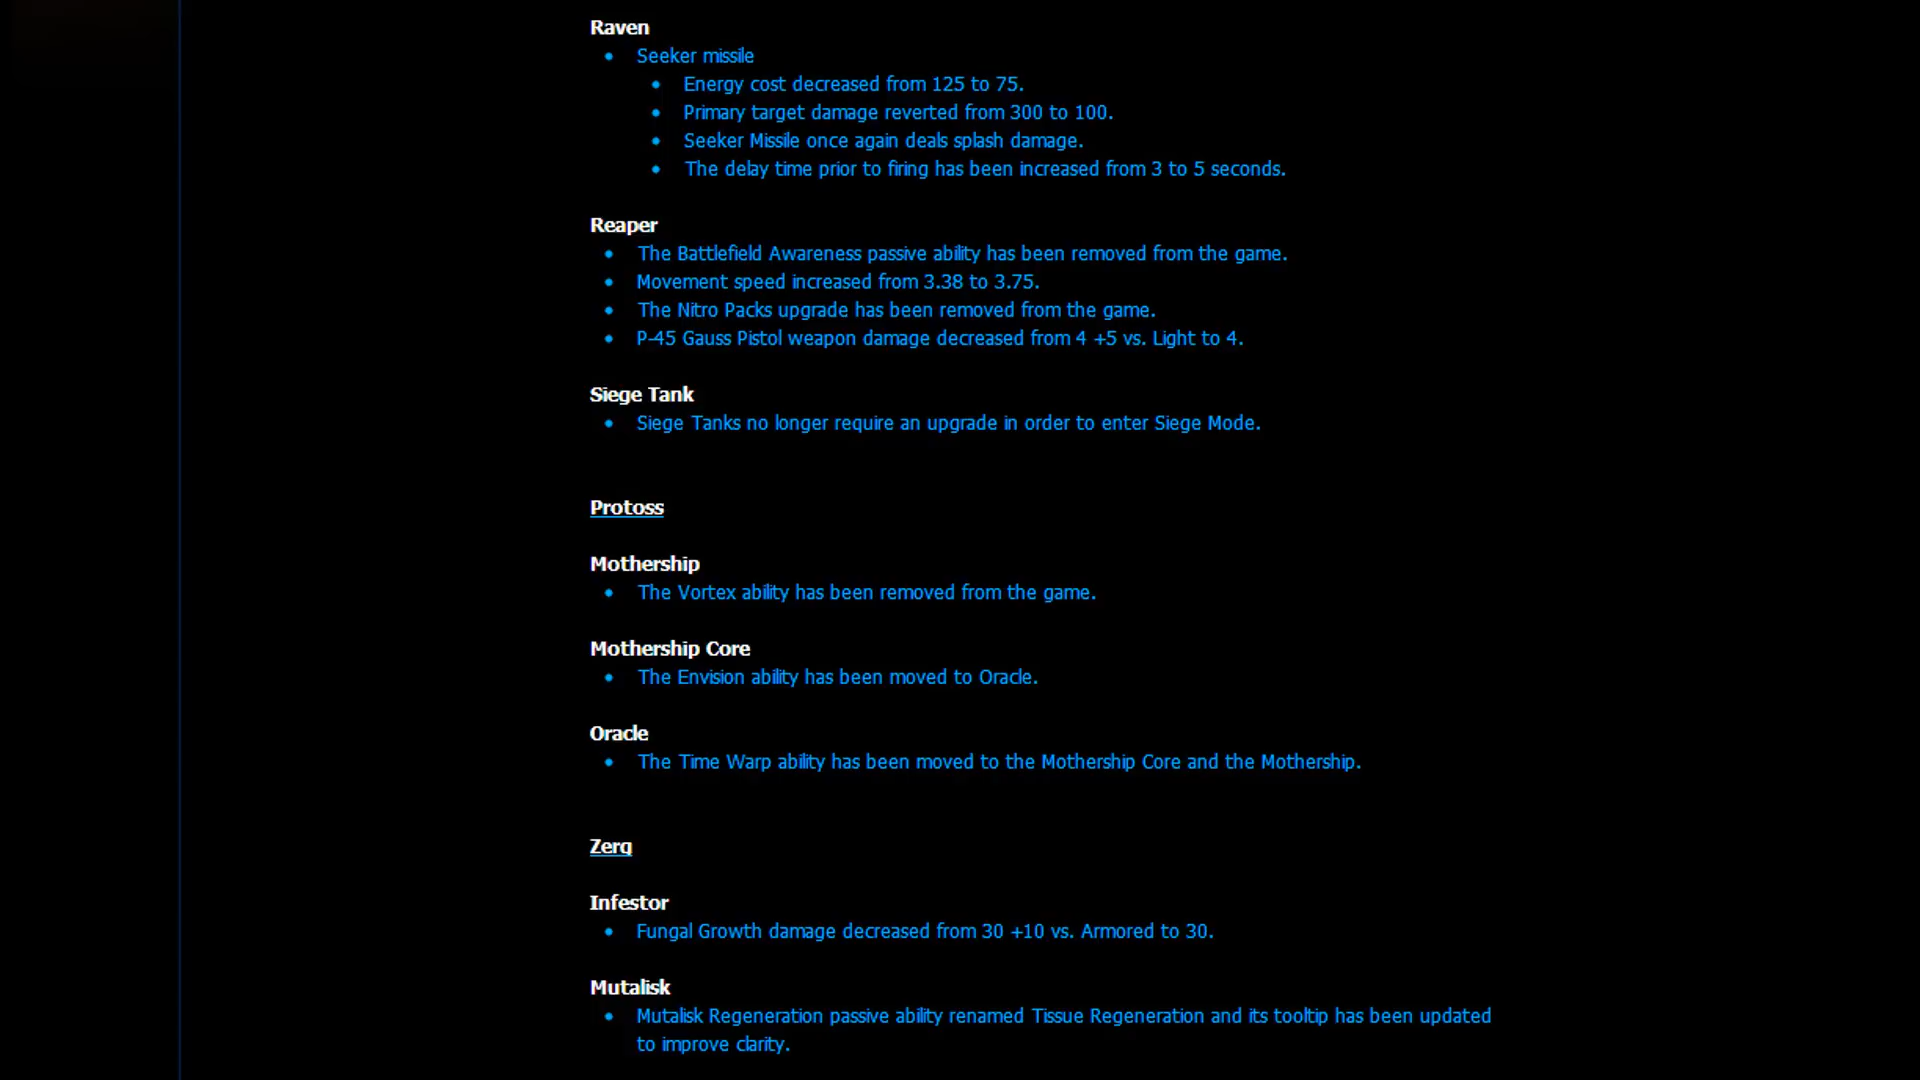 Raven
• Seeker missile
• Energy cost decreased from 125 to 75.
• Primary target damage reverted from 300 to 100.
• Seeker Missile once again deals splash damage.
• The delay time prior to firing has been increased from 3 to 5 seconds.
Reaper
• The Battlefield Awareness passive ability has been removed from the game.
• Movement speed increased from 3.38 to 3.75.
• The Nitro Packs upgrade has been removed from the game.
• P-45 Gauss Pistol weapon damage decreased from 4 +5 vs. Light to 4.
Siege Tank
• Siege Tanks no longer require an upgrade in order to enter Siege Mode.
Protoss
Mothership
• The Vortex ability has been removed from the game.
Mothership Core
• The Envision ability has been moved to Oracle.
Oracle
• The Time Warp ability has been moved to the Mothership Core and the Mothership.
Zerg
Infestor
• Fungal Growth damage decreased from 30 +10 vs. Armored to 30.
Mutalisk
• Mutalisk Regeneration passive ability renamed Tissue Regeneration and its tooltip has been updated
to improve clarity.